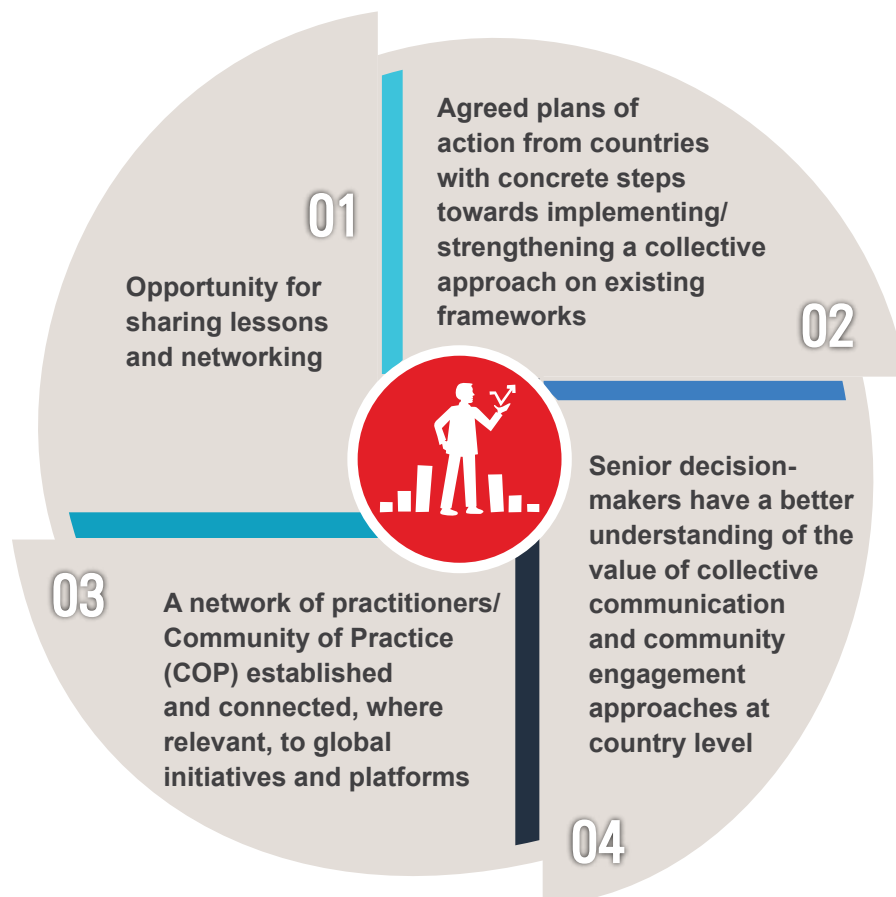 01
Opportunity for
sharing lessons
and networking
Agreed plans of
action from countries
with concrete steps
towards implementing/
strengthening a collective
approach on existing
frameworks
02
03
A network of practitioners/
Community of Practice
(COP) established
and connected, where
relevant, to global
initiatives and platforms
Senior decision-
makers have a better
understanding of the
value of collective
communication
and community
engagement
approaches at
country level
04